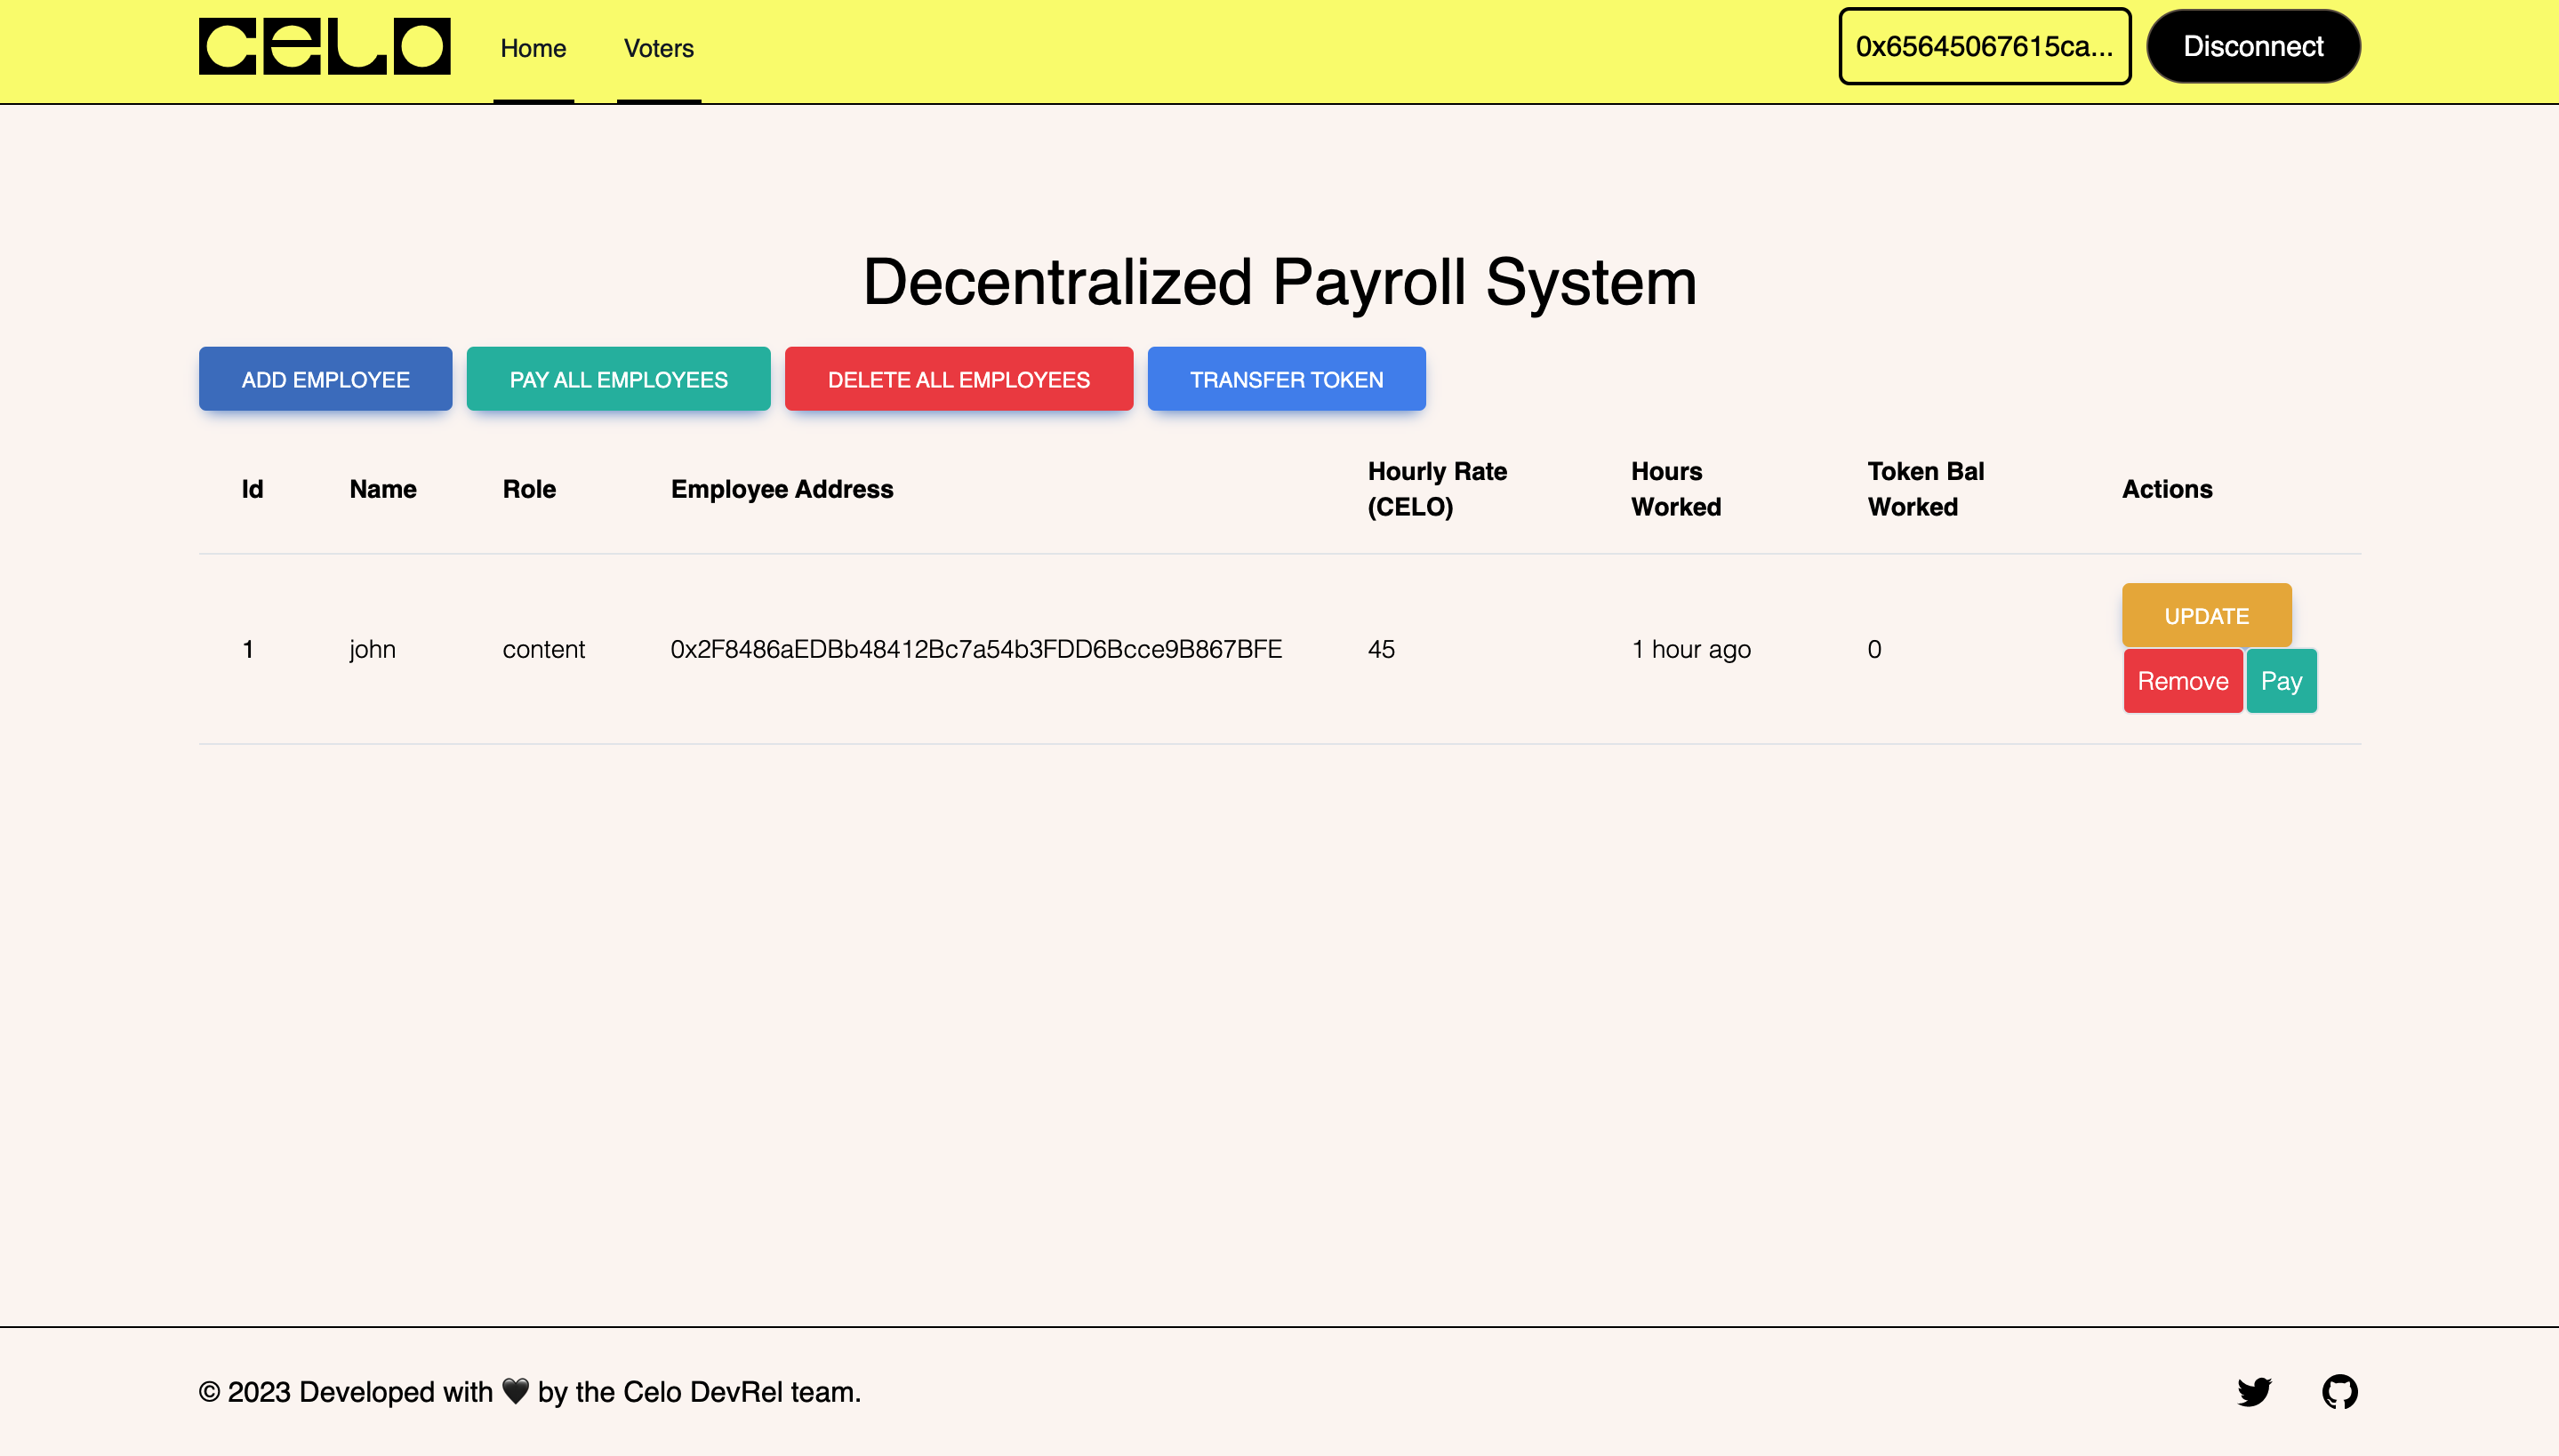 CELO Home Voters 0x65645067615ca... Disconnect
Decentralized Payroll System
ADD EMPLOYEE PAY ALL EMPLOYEES DELETE ALL EMPLOYEES TRANSFER TOKEN
Id Name Role Employee Address Hourly Rate (CELO) Hours Worked Token Bal Worked Actions
1 john content 0x2F8486aEDBb48412Bc7a54b3FDD6Bcce9B867BFE 45 1 hour ago 0 UPDATE
Remove Pay
© 2023 Developed with 🖤 by the Celo DevRel team.